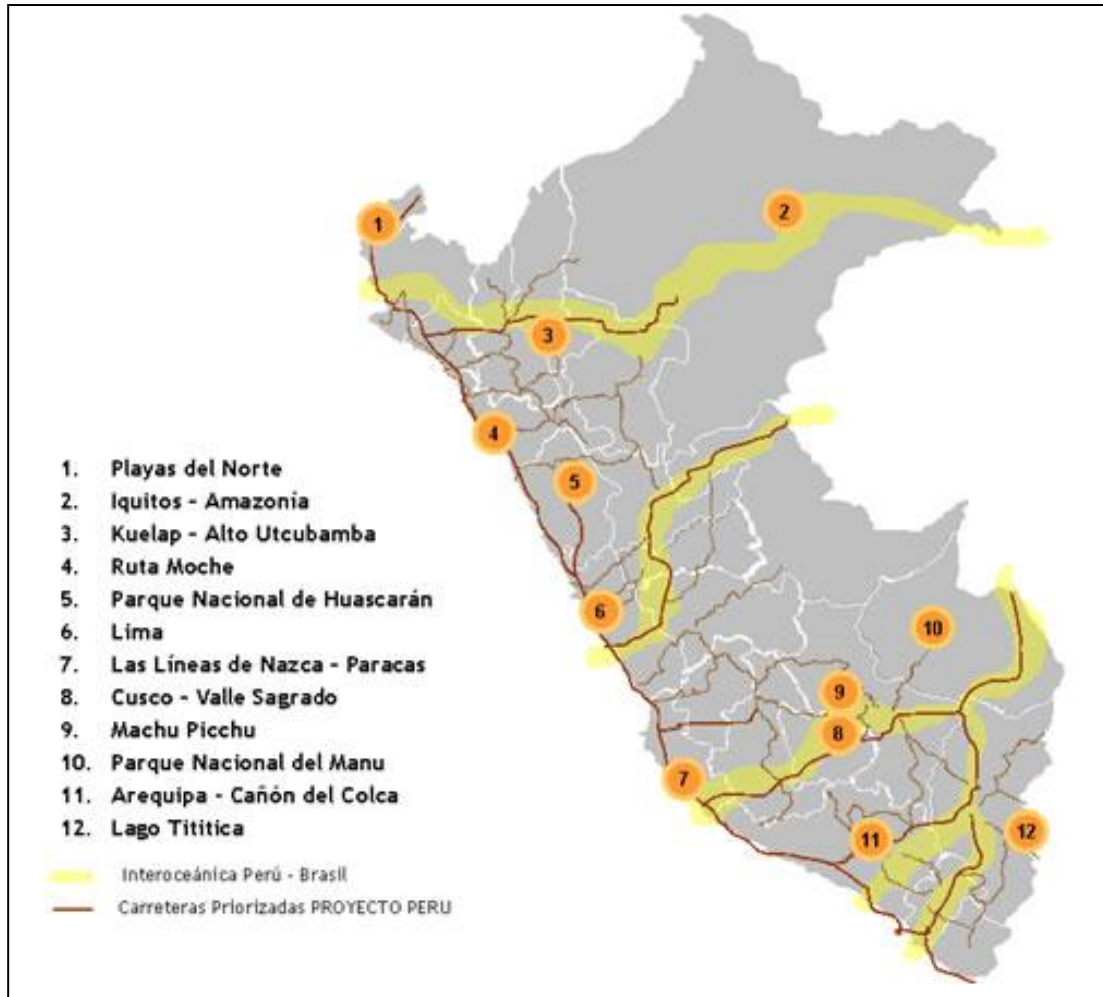 1
2
3
4
5
6
7
8
9
10
11
12
1. Playas del Norte
2. Iquitos - Amazonía
3. Kuelap - Alto Utcubamba
4. Ruta Moche
5. Parque Nacional de Huascarán
6. Lima
7. Las Líneas de Nazca - Paracas
8. Cusco - Valle Sagrado
9. Machu Picchu
10. Parque Nacional del Manu
11. Arequipa - Cañón del Colca
12. Lago Tititica
Interoceánica Perú - Brasil
Carreteras Priorizadas PROYECTO PERU